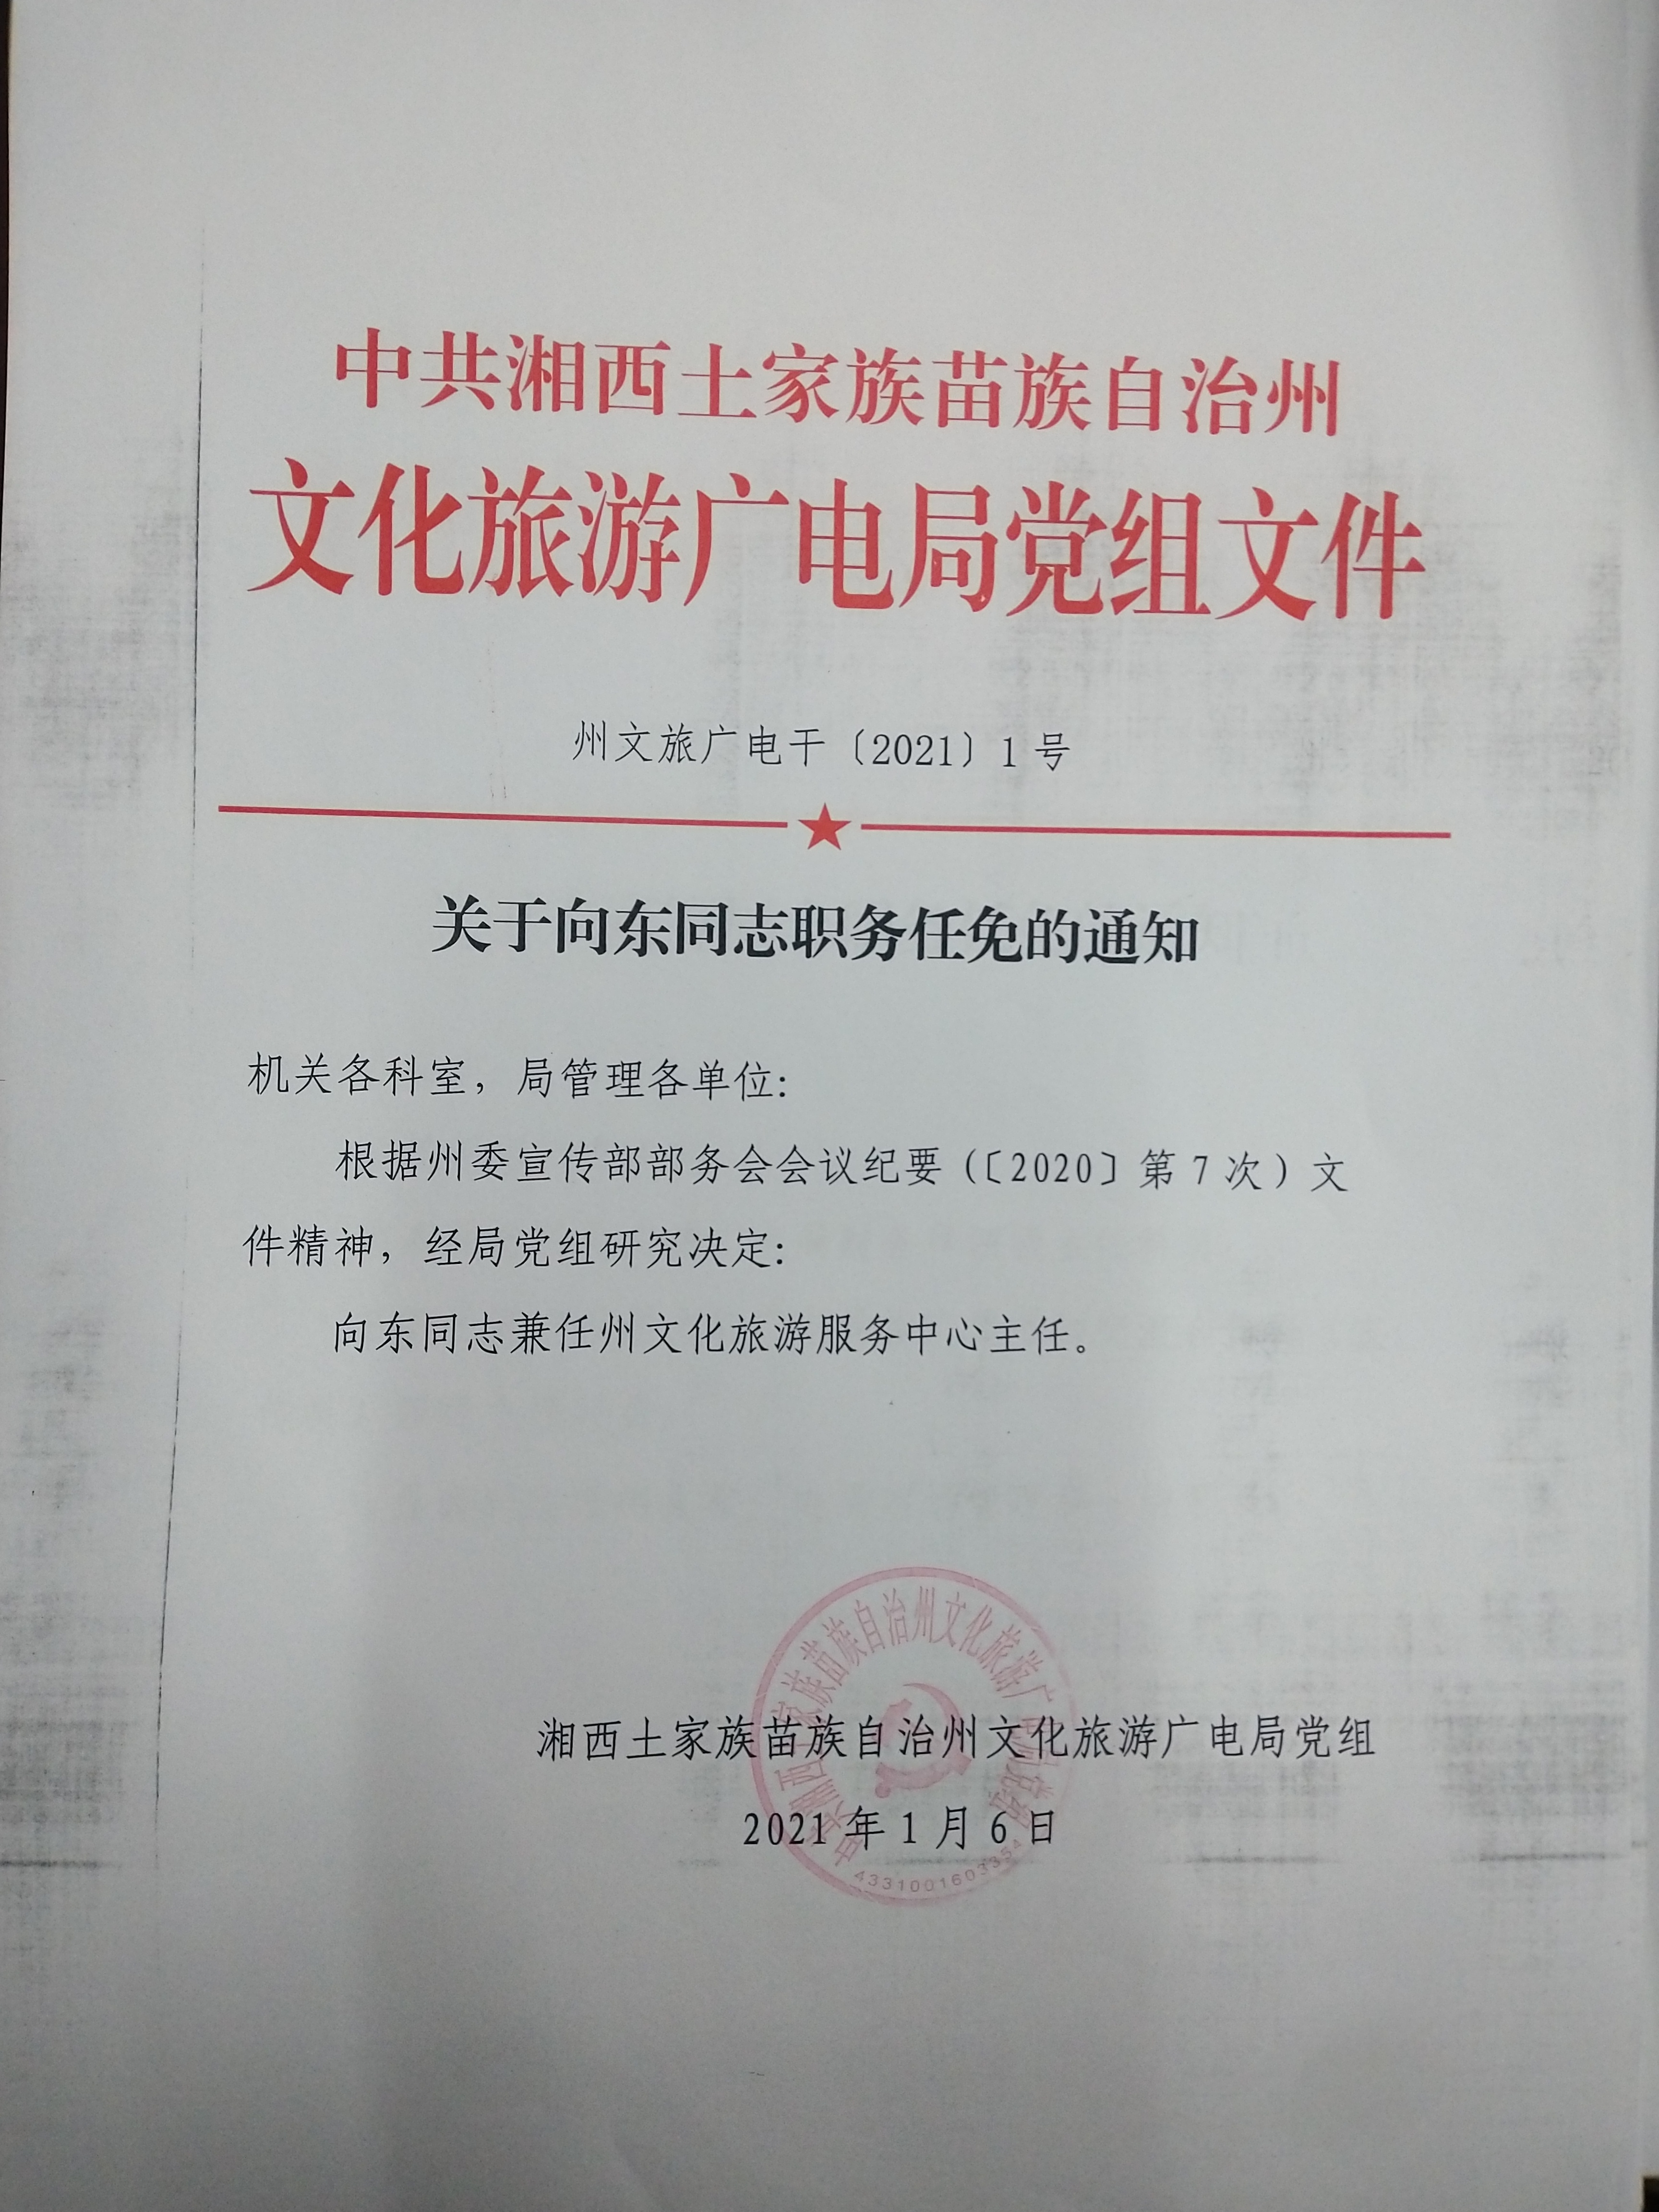 中共湘西土家族苗族自治州
文化旅游广电局党组文件
州文旅广电干〔2021〕1号
关于向东同志职务任免的通知
机关各科室，局管理各单位：
根据州委宣传部部务会会议纪要（〔2020〕第7次）文
件精神，经局党组研究决定：
向东同志兼任州文化旅游服务中心主任。
湘西土家族苗族自治州文化旅游广电局党组
2021年1月6日